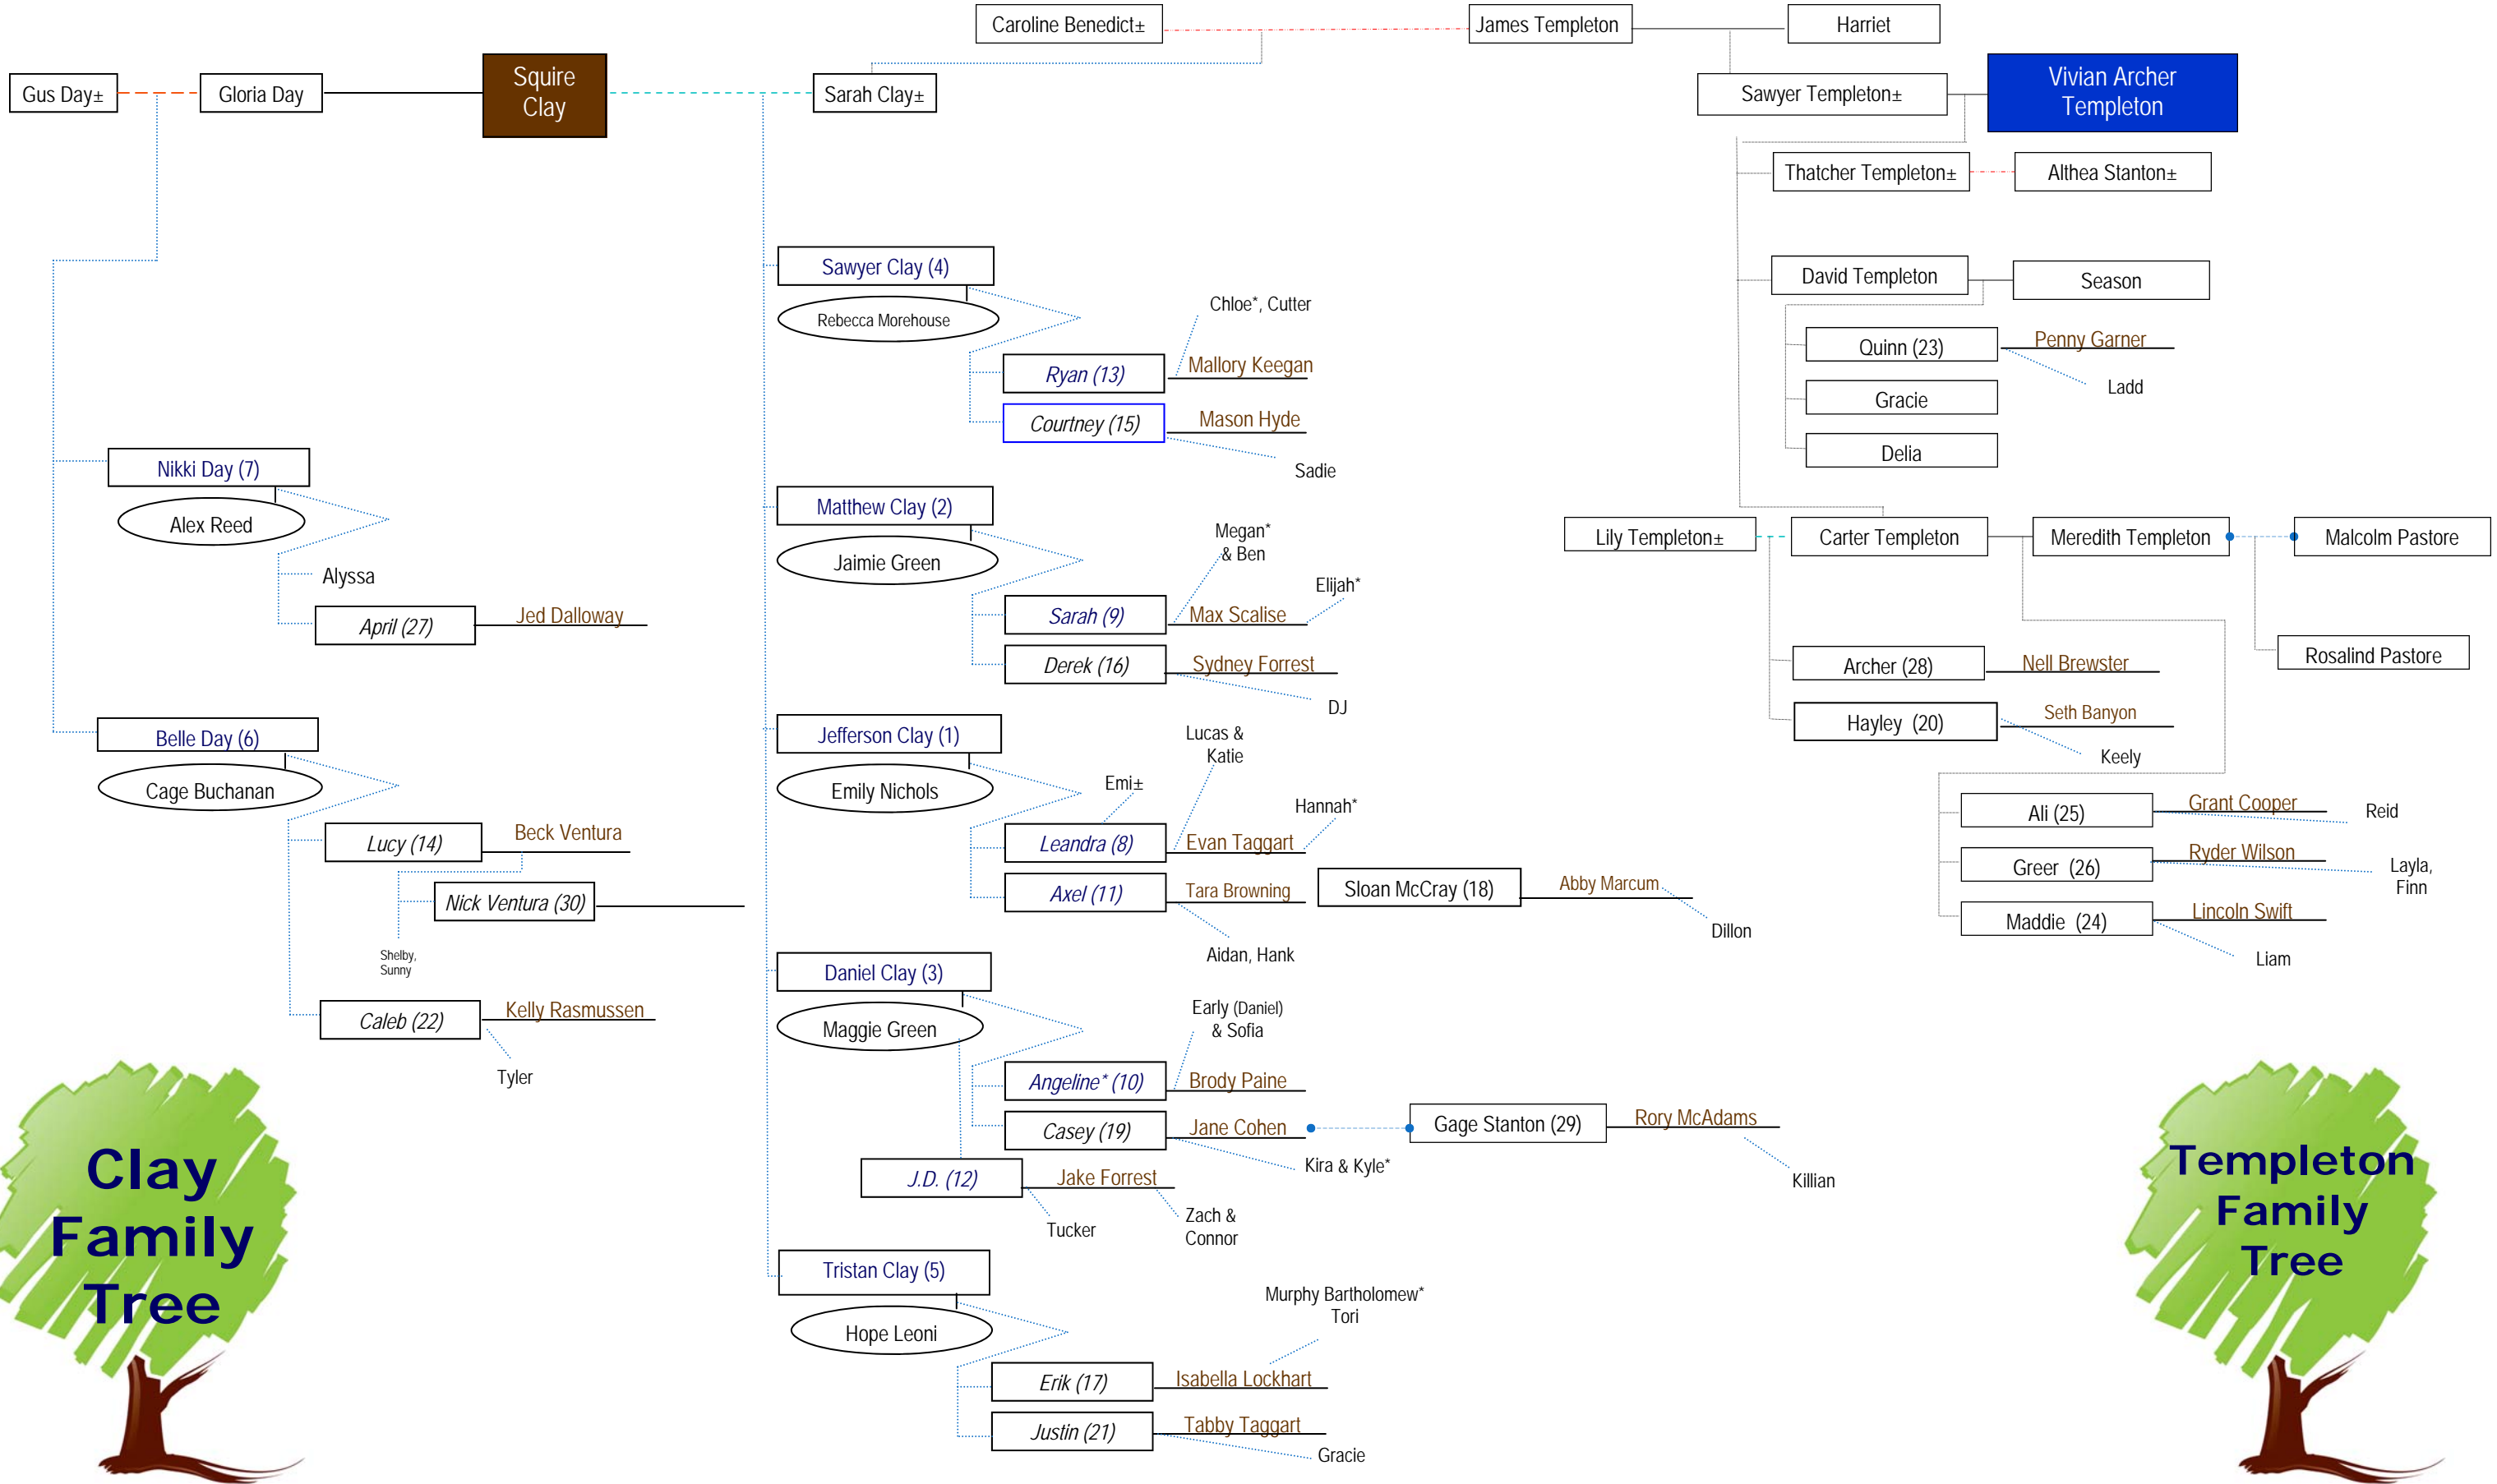 Caroline Benedict±
James Templeton
Harriet
Gus Day±
Gloria Day
Squire
Clay
Sarah Clay±
Sawyer Templeton±
Vivian Archer
Templeton
Thatcher Templeton±
Althea Stanton±
Sawyer Clay (4)
Rebecca Morehouse
Chloe*, Cutter
Ryan (13)
Mallory Keegan
Courtney (15)
Mason Hyde
Sadie
David Templeton
Season
Quinn (23)
Penny Garner
Ladd
Gracie
Delia
Nikki Day (7)
Alex Reed
Alyssa
April (27)
Jed Dalloway
Matthew Clay (2)
Jaimie Green
Megan*
& Ben
Elijah*
Sarah (9)
Max Scalise
Derek (16)
Sydney Forrest
DJ
Lily Templeton±
Carter Templeton
Meredith Templeton
Malcolm Pastore
Rosalind Pastore
Archer (28)
Nell Brewster
Hayley (20)
Seth Banyon
Keely
Belle Day (6)
Cage Buchanan
Lucy (14)
Beck Ventura
Nick Ventura (30)
Shelby,
Sunny
Caleb (22)
Kelly Rasmussen
Tyler
Jefferson Clay (1)
Emily Nichols
Lucas &
Katie
Emi±
Hannah*
Leandra (8)
Evan Taggart
Axel (11)
Tara Browning
Aidan, Hank
Sloan McCray (18)
Abby Marcum
Dillon
Ali (25)
Grant Cooper
Reid
Greer (26)
Ryder Wilson
Layla,
Finn
Maddie (24)
Lincoln Swift
Liam
Daniel Clay (3)
Maggie Green
Early (Daniel)
& Sofia
Angeline* (10)
Brody Paine
Casey (19)
Jane Cohen
Kira & Kyle*
Gage Stanton (29)
Rory McAdams
Killian
J.D. (12)
Jake Forrest
Tucker
Zach &
Connor
Tristan Clay (5)
Hope Leoni
Murphy Bartholomew*
Tori
Erik (17)
Isabella Lockhart
Justin (21)
Tabby Taggart
Gracie
Clay
Family
Tree
Templeton
Family
Tree